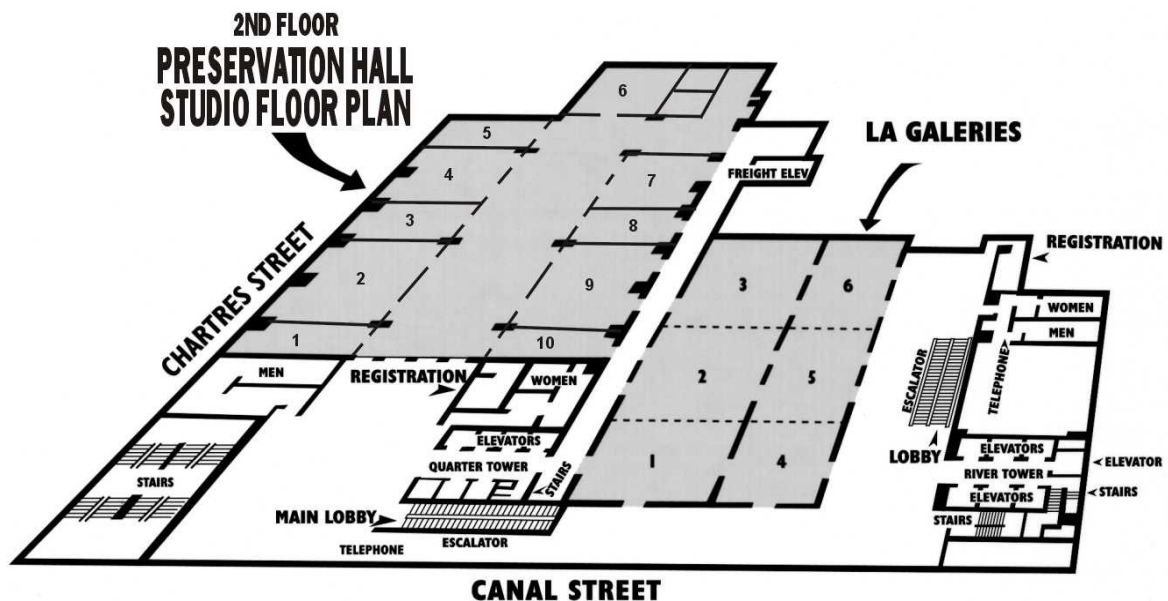 2ND FLOOR
PRESERVATION HALL
STUDIO FLOOR PLAN
LA GALERIES
CHARTRES STREET
6
5
4
3
2
1
7
8
9
10
FREIGHT ELEV
3
6
2
5
1
4
REGISTRATION
WOMEN
MEN
TELEPHONE
ESCALATOR
LOBBY
ELEVATORS
RIVER TOWER
ELEVATORS
ELEVATOR
STAIRS
STAIRS
MEN
REGISTRATION
WOMEN
ELEVATORS
QUARTER TOWER
STAIRS
STAIRS
MAIN LOBBY
TELEPHONE
ESCALATOR
CANAL STREET